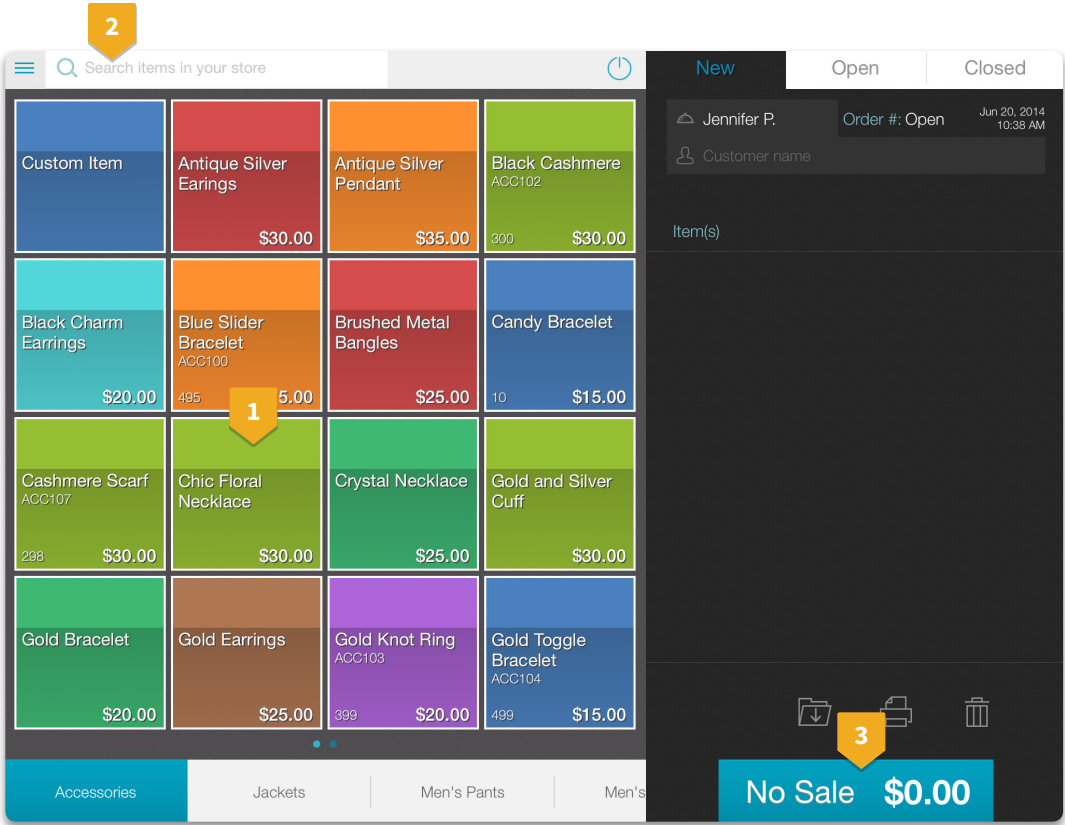 2
Search items in your store
New
Open
Closed
Jennifer P.
Order #: Open
Jun 20, 2014
10:38 AM
Customer name
Item(s)
Custom Item
Antique Silver
Earings
$30.00
Antique Silver
Pendant
$35.00
Black Cashmere
ACC102
300 $30.00
Black Charm
Earrings
$20.00
Blue Slider
Bracelet
ACC100
495 5.00
Brushed Metal
Bangles
$25.00
Candy Bracelet
10 $15.00
1
Cashmere Scarf
ACC107
298 $30.00
Chic Floral
Necklace
$30.00
Crystal Necklace
$25.00
Gold and Silver
Cuff
$30.00
Gold Bracelet
$20.00
Gold Earrings
$25.00
Gold Knot Ring
ACC103
399 $20.00
Gold Toggle
Bracelet
ACC104
499 $15.00
Accessories
Jackets
Men's Pants
Men's
3
No Sale $0.00